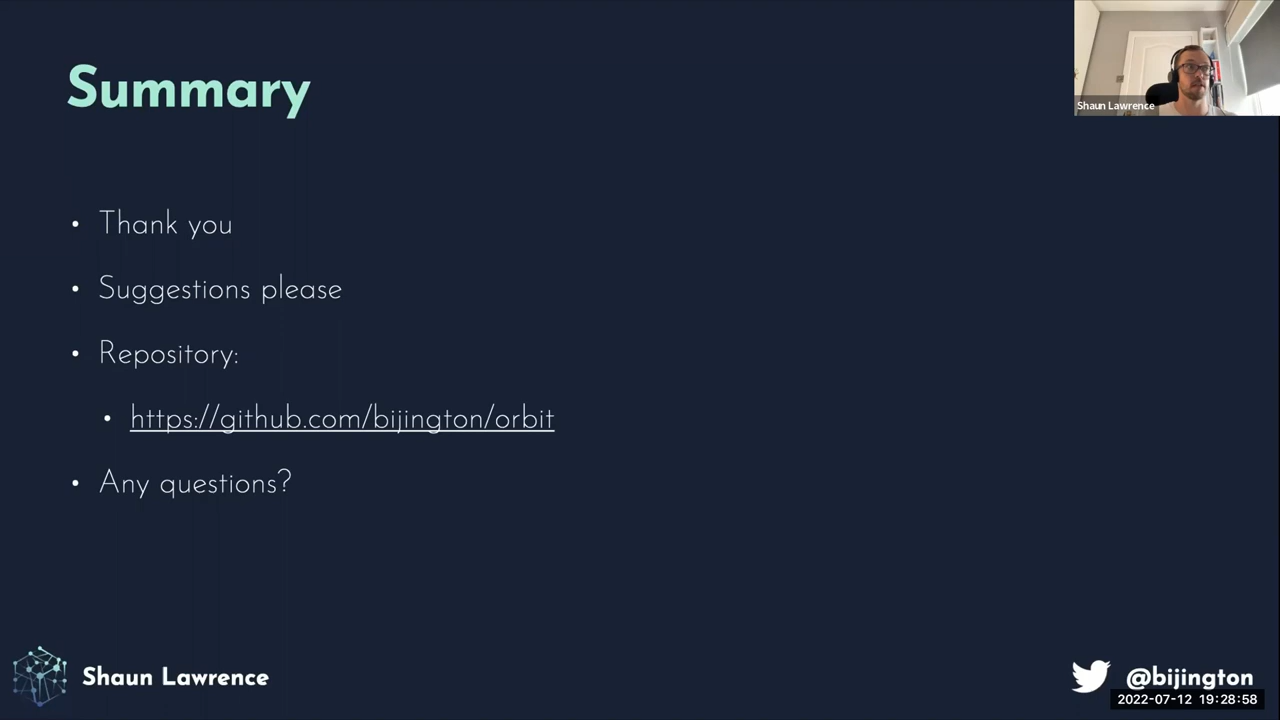 Summary
Shaun Lawrence
• Thank you
• Suggestions please
• Repository:
• https://github.com/bijington/orbit
• Any questions?
Shaun Lawrence
@bijington
2022-07-12 19:28:58